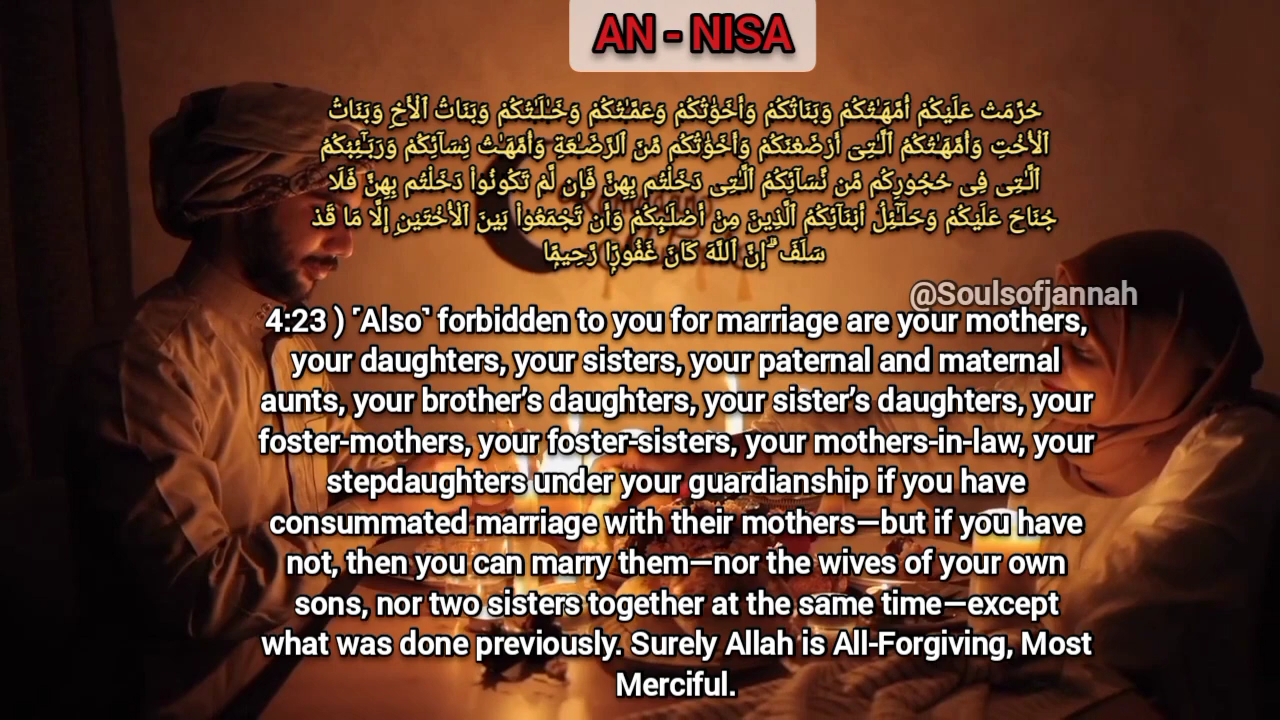 AN - NISA
حُرِّمَتْ عَلَيْكُمْ أُمَّهَـٰتُكُمْ وَبَنَاتُكُمْ وَأَخَوَٰتُكُمْ وَعَمَّـٰتُكُمْ وَخَـٰلَـٰتُكُمْ وَبَنَاتُ ٱلْأَخِ وَبَنَاتُ
ٱلْأُخْتِ وَأُمَّهَـٰتُكُمُ ٱلَّـٰتِىٓ أَرْضَعْنَكُمْ وَأَخَوَٰتُكُم مِّنَ ٱلرَّضَـٰعَةِ وَأُمَّهَـٰتُ نِسَآئِكُمْ وَرَبَـٰٓئِبُكُمُ
ٱلَّـٰتِى فِى حُجُورِكُم مِّن نِّسَآئِكُمُ ٱلَّـٰتِى دَخَلْتُم بِهِنَّ فَإِن لَّمْ تَكُونُوا۟ دَخَلْتُم بِهِنَّ فَلَا
جُنَاحَ عَلَيْكُمْ وَحَلَـٰٓئِلُ أَبْنَآئِكُمُ ٱلَّذِينَ مِنْ أَصْلَـٰبِكُمْ وَأَن تَجْمَعُوا۟ بَيْنَ ٱلْأُخْتَيْنِ إِلَّا مَا قَدْ
سَلَفَ ۗ إِنَّ ٱللَّهَ كَانَ غَفُورًۭا رَّحِيمًۭا
@Soulsofjannah
4:23 ) ˹Also˺ forbidden to you for marriage are your mothers,
your daughters, your sisters, your paternal and maternal
aunts, your brother’s daughters, your sister’s daughters, your
foster-mothers, your foster-sisters, your mothers-in-law, your
stepdaughters under your guardianship if you have
consummated marriage with their mothers—but if you have
not, then you can marry them—nor the wives of your own
sons, nor two sisters together at the same time—except
what was done previously. Surely Allah is All-Forgiving, Most
Merciful.